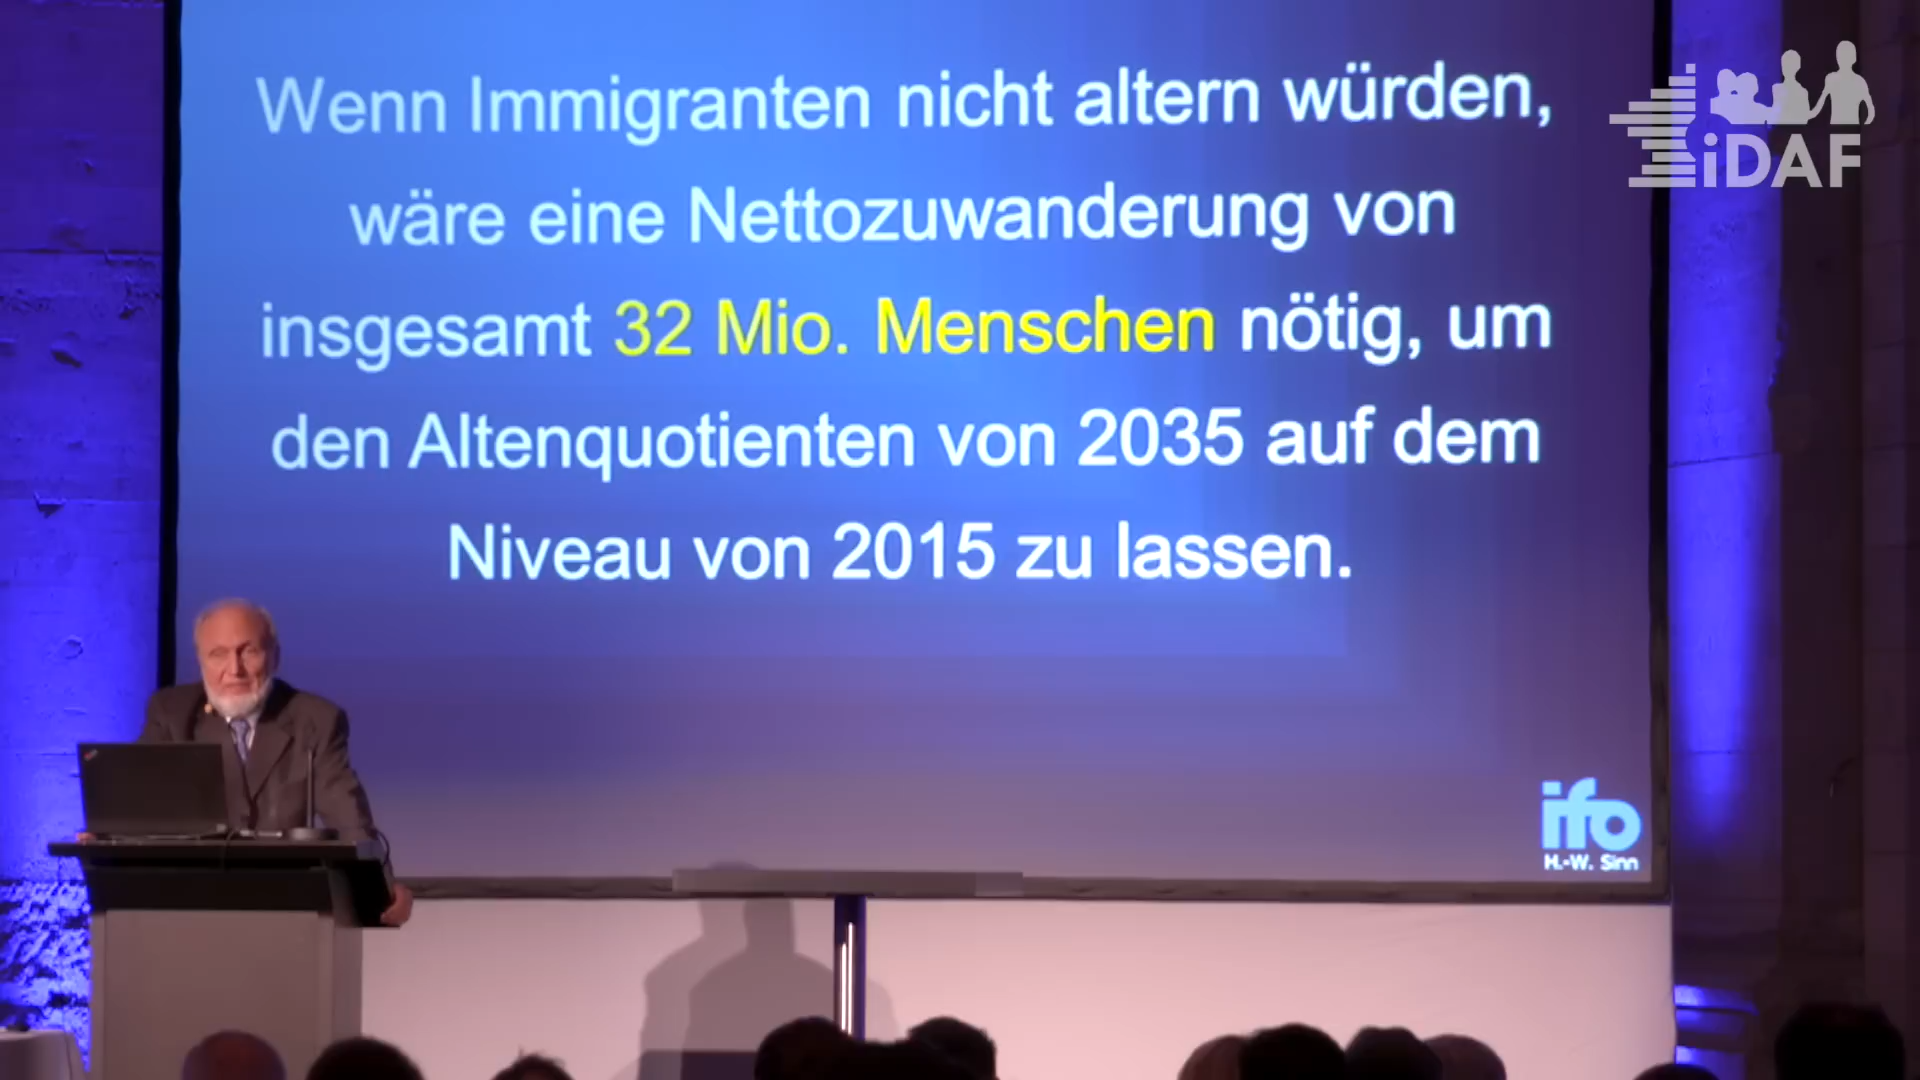 Wenn Immigranten nicht altern würden,
wäre eine Nettozuwanderung von
insgesamt 32 Mio. Menschen nötig, um
den Altenquotienten von 2035 auf dem
Niveau von 2015 zu lassen.
iDAF
ifo
H.-W. Sinn